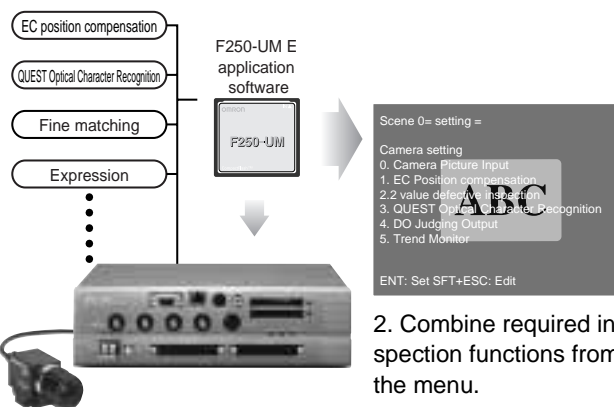 EC position compensation
QUEST Optical Character Recognition
Fine matching
Expression
F250-UM E
application
software
OMRON
F250-UM
Scene 0= setting =
Camera setting
0. Camera Picture Input
1. EC Position compensation
2.2 value defective inspection
3. QUEST Optical Character Recognition
4. DO Judging Output
5. Trend Monitor
ABC
ENT: Set SFT+ESC: Edit
2. Combine required in
spection functions from
the menu.